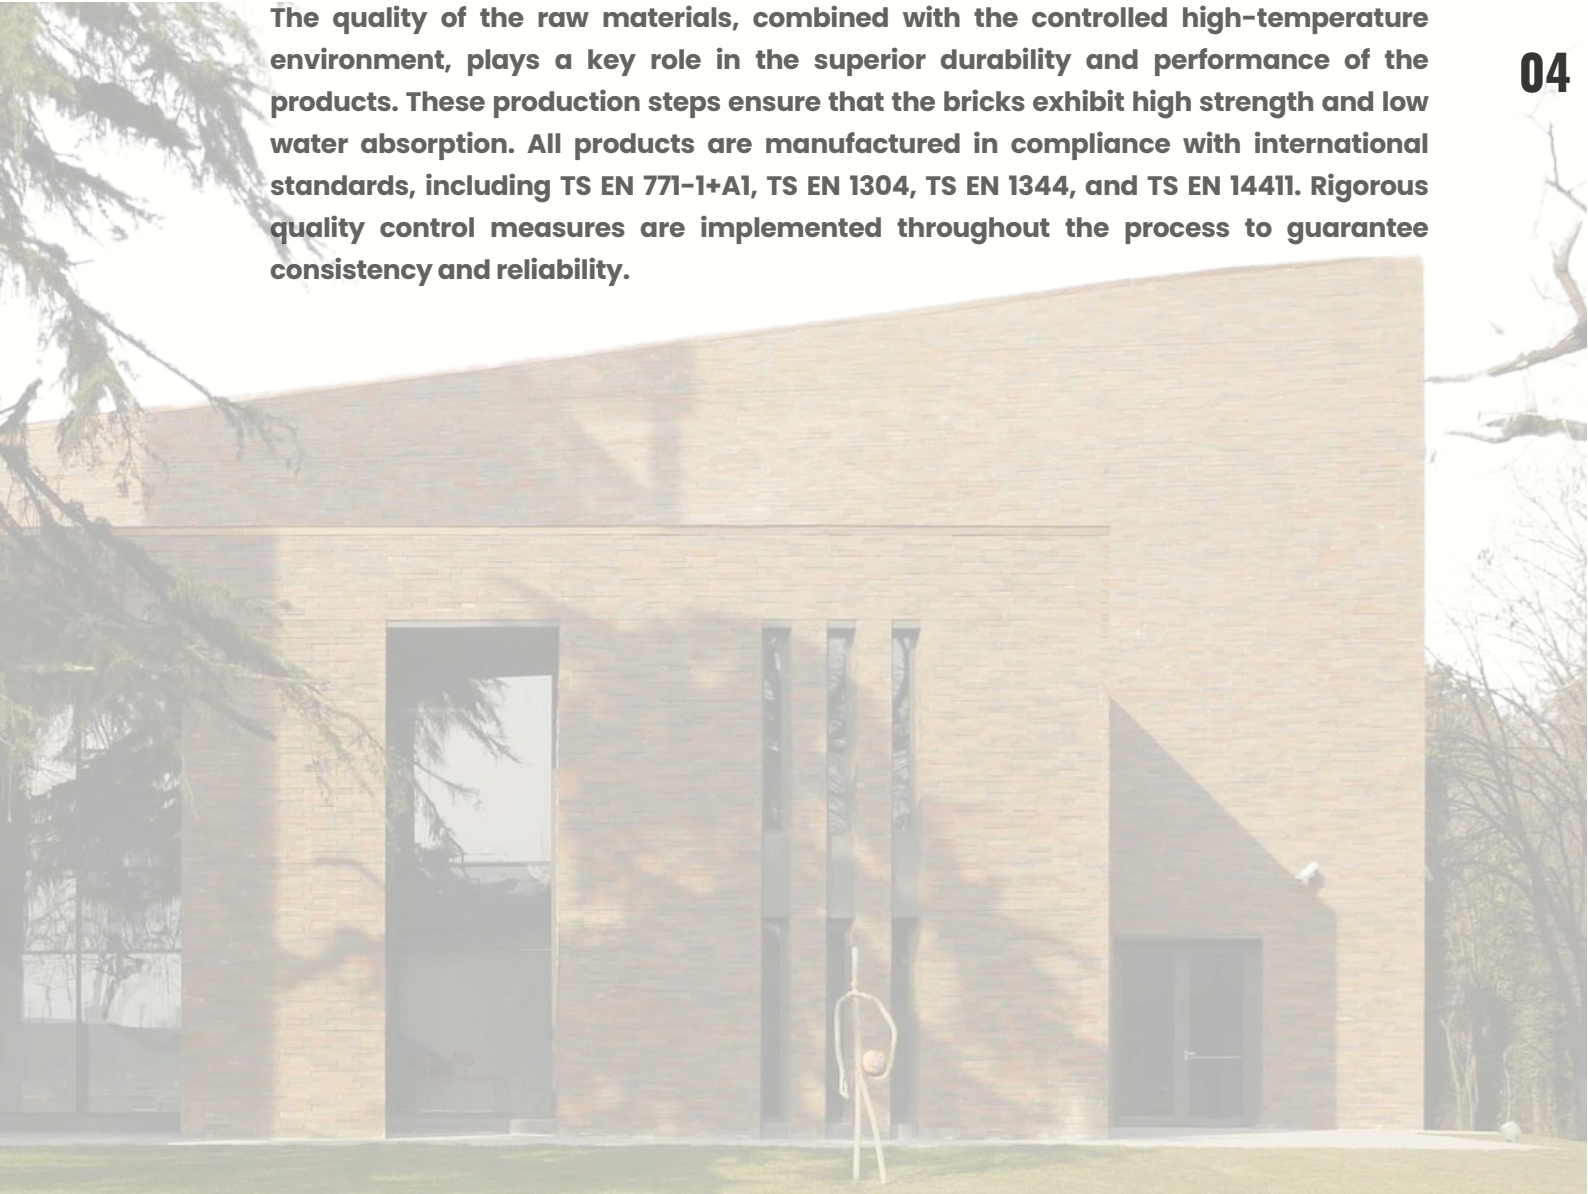 The quality of the raw materials, combined with the controlled high-temperature
environment, plays a key role in the superior durability and performance of the
products. These production steps ensure that the bricks exhibit high strength and low
water absorption. All products are manufactured in compliance with international
standards, including TS EN 771-1+A1, TS EN 1304, TS EN 1344, and TS EN 14411. Rigorous
quality control measures are implemented throughout the process to guarantee
consistency and reliability.
04